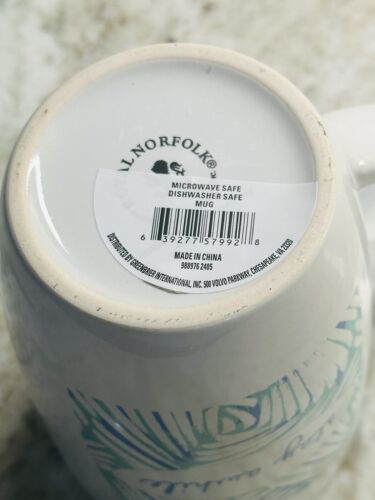 AL NORFOLK®
MICROWAVE SAFE
DISHWASHER SAFE
MUG
6 39277 57992 8
MADE IN CHINA
988976 2405
DISTRIBUTED BY GREENBRIER INTERNATIONAL, INC. 500 VOLVO PARKWAY, CHESAPEAKE, VA 23320
awhile